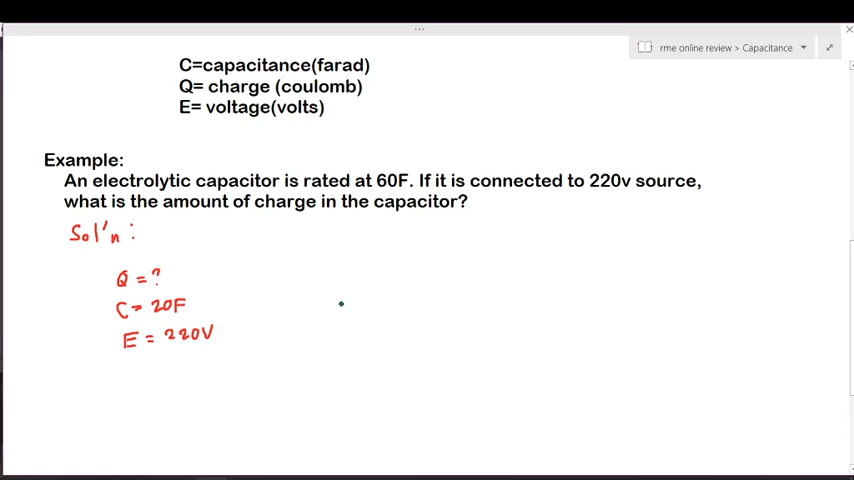 rme online review > Capacitance
C=capacitance(farad)
Q= charge (coulomb)
E= voltage(volts)
Example:
An electrolytic capacitor is rated at 60F. If it is connected to 220v source,
what is the amount of charge in the capacitor?
Sol'n :
Q = ?
C = 20F
E = 220V